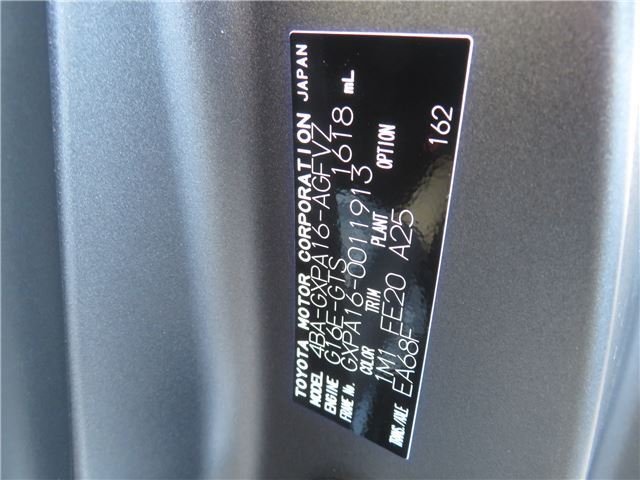 TOYOTA MOTOR CORPORATION JAPAN
MODEL 4BA-GXPA16-AGFVZ
ENGINE G16E-GTS 1618 mL
FRAME No. GXPA16-0011913
COLOR TRIM PLANT OPTION
1M1 FE20 A25
TRANS./AXLE EA68F 162